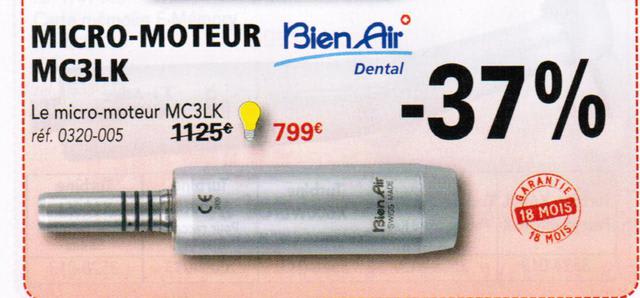 MICRO-MOTEUR
MC3LK
Bien Air
Dental
-37%
Le micro-moteur MC3LK
réf. 0320-005
1125€
799€
CE
Bien Air
SWISS MADE
GARANTIE
18 MOIS
18 MOIS